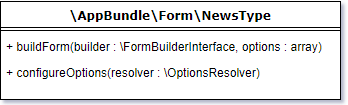 \AppBundle\Form\NewsType
+ buildForm(builder : \FormBuilderInterface, options : array)
+ configureOptions(resolver : \OptionsResolver)